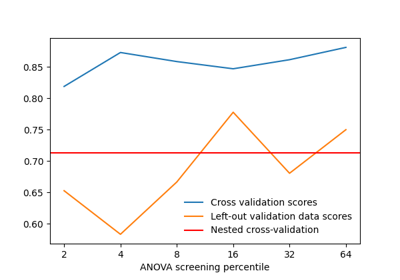 0.85
0.80
0.75
0.70
0.65
0.60
Cross validation scores
Left-out validation data scores
Nested cross-validation
2 4 8 16 32 64
ANOVA screening percentile